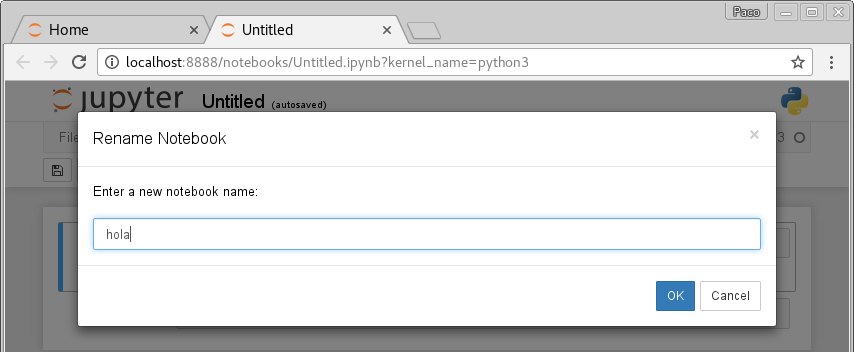 Paco
Home
Untitled
localhost:8888/notebooks/Untitled.ipynb?kernel_name=python3
jupyter Untitled (autosaved)
File
3
Rename Notebook
Enter a new notebook name:
hola
OK Cancel